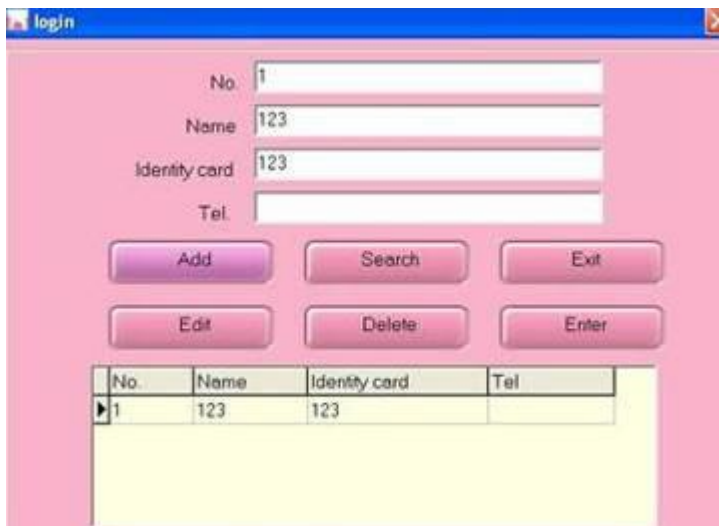 login
No. 1
Name 123
Identity card 123
Tel.
Add Search Exit
Edit Delete Enter
No. Name Identity card Tel
1 123 123